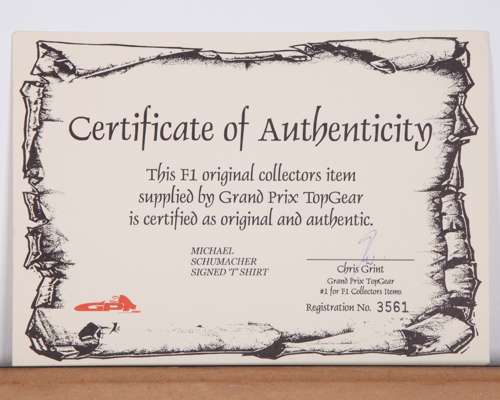 Certificate of Authenticity
This F1 original collectors item
supplied by Grand Prix TopGear
is certified as original and authentic.
MICHAEL
SCHUMACHER
SIGNED 'T' SHIRT
Chris Grint
Grand Prix TopGear
#1 for F1 Collectors Items
Registration No. 3561